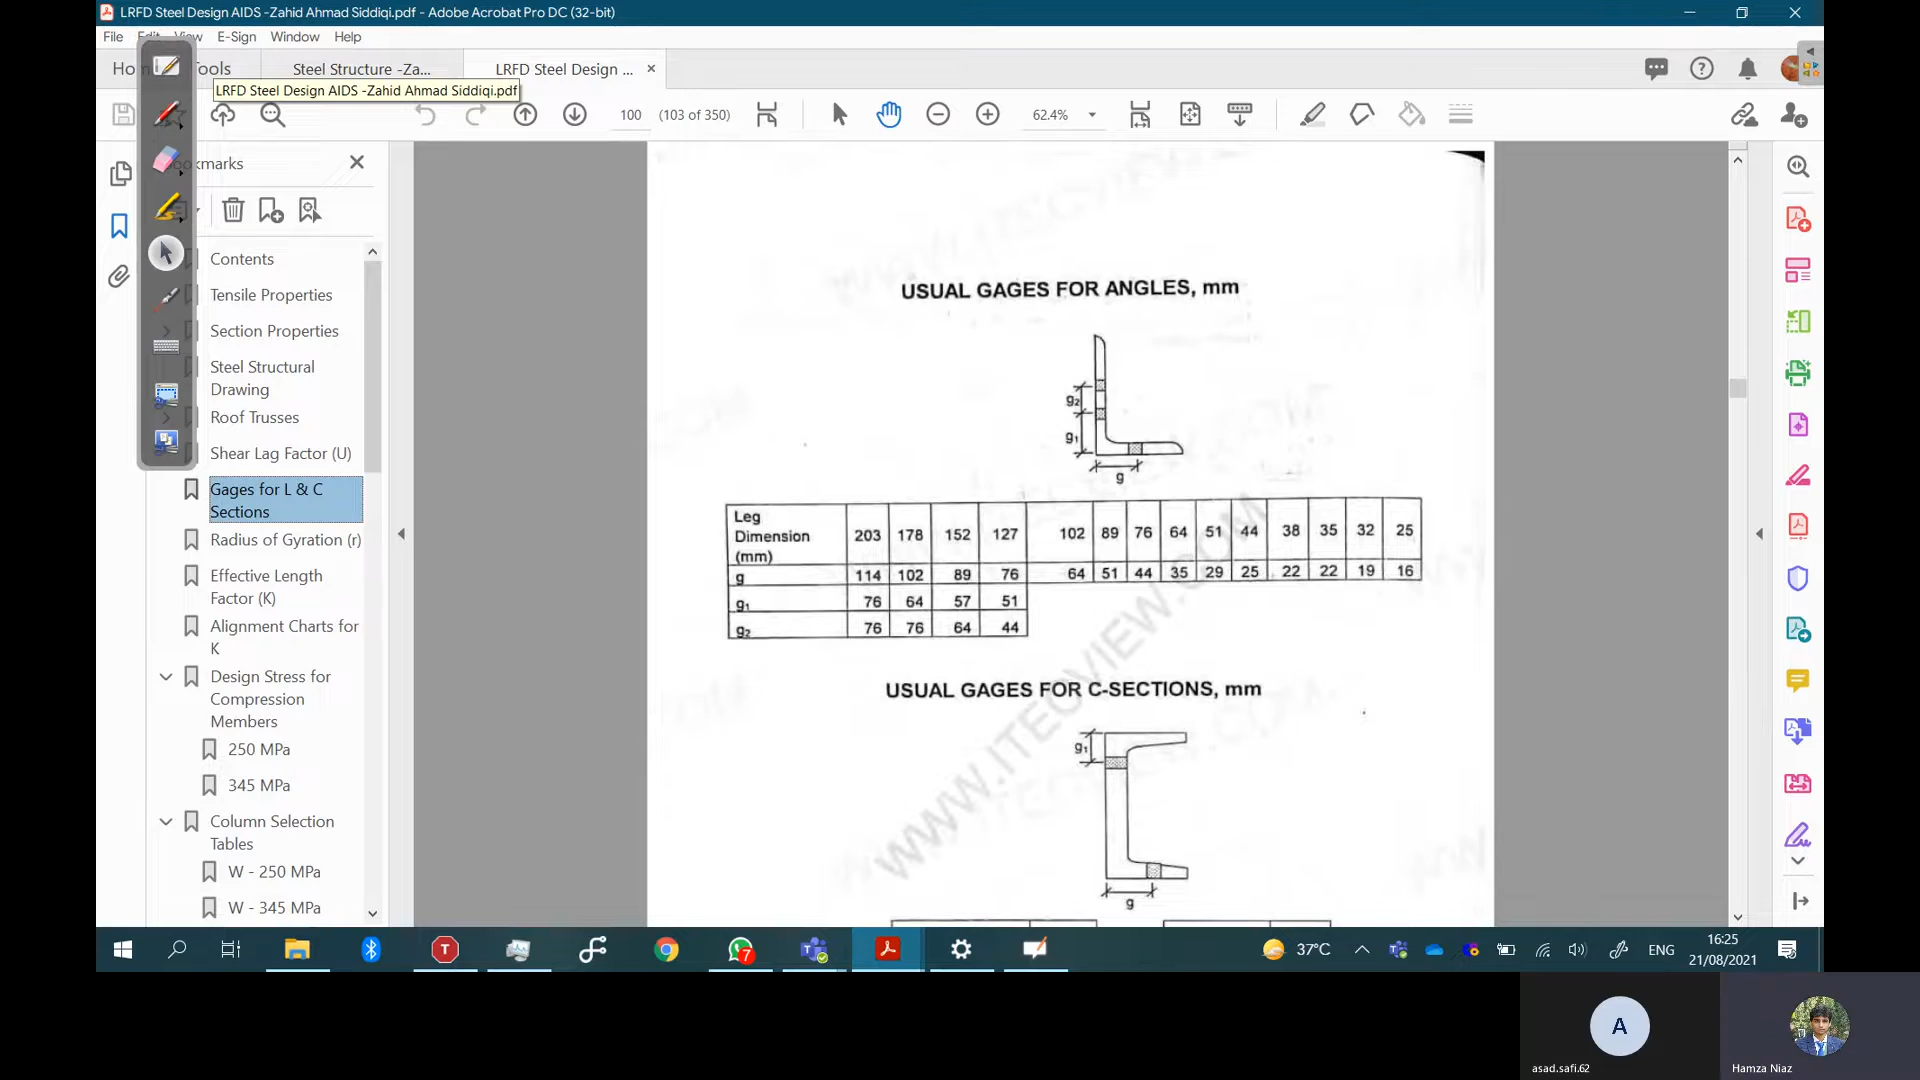 LRFD Steel Design AIDS -Zahid Ahmad Siddiqi.pdf - Adobe Acrobat Pro DC (32-bit)
File Edit View E-Sign Window Help
Tools
Steel Structure -Za...
LRFD Steel Design ...
LRFD Steel Design AIDS -Zahid Ahmad Siddiqi.pdf
100 (103 of 350)
62.4%
Contents
Tensile Properties
Section Properties
Steel Structural
Drawing
Roof Trusses
Shear Lag Factor (U)
Gages for L & C
Sections
Radius of Gyration (r)
Effective Length
Factor (K)
Alignment Charts for
K
Design Stress for
Compression
Members
250 MPa
345 MPa
Column Selection
Tables
W - 250 MPa
W - 345 MPa
USUAL GAGES FOR ANGLES, mm
g₂
g₁
g
Leg
Dimension
(mm)
203 178 152 127 102 89 76 64 51 44 38 35 32 25
g 114 102 89 76 64 51 44 35 29 25 22 22 19 16
g₁ 76 64 57 51
g₂ 76 76 64 44
USUAL GAGES FOR C-SECTIONS, mm
g₁
g
WWW.ITEOVIEW.COM
7
37°C
ENG
16:25
21/08/2021
A
asad.safi.62
Hamza Niaz